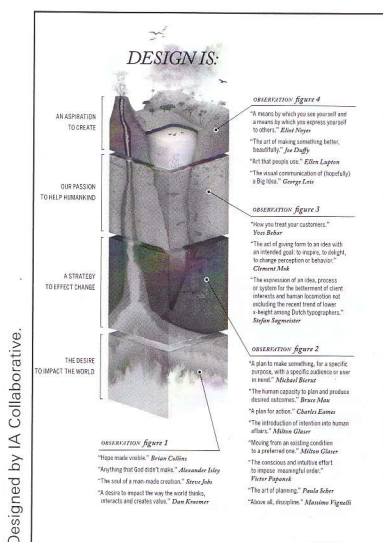 DESIGN IS:
AN ASPIRATION
TO CREATE
OUR PASSION
TO HELP HUMANKIND
A STRATEGY
TO EFFECT CHANGE
THE DESIRE
TO IMPACT THE WORLD
OBSERVATION figure 4
"A means by which you see yourself and
a means by which you express yourself
to others." Eliot Noyes
"The art of making something better,
beautifully." Joe Duffy
"Art that people use." Ellen Lupton
"The visual communication of (hopefully)
a Big Idea." George Lois
OBSERVATION figure 3
"How you treat your customers."
Yves Behar
"The act of giving form to an idea with
an intended goal: to inspire, to delight,
to change perception or behavior."
Clement Mok
"The expression of an idea, process
or system for the betterment of client
interests and human locomotion not
excluding the recent trend of lower
x-height among Dutch typographers."
Stefan Sagmeister
OBSERVATION figure 2
"A plan to make something, for a specific
purpose, with a specific audience or user
in mind." Michael Bierut
"The human capacity to plan and produce
desired outcomes." Bruce Mau
"A plan for action." Charles Eames
"The introduction of intention into human
affairs." Milton Glaser
"Moving from an existing condition
to a preferred one." Milton Glaser
"The conscious and intuitive effort
to impose meaningful order."
Victor Papanek
"The art of planning." Paula Scher
"Above all, discipline." Massimo Vignelli
OBSERVATION figure 1
"Hope made visible." Brian Collins
"Anything that God didn't make." Alexander Isley
"The soul of a man-made creation." Steve Jobs
"A desire to impact the way the world thinks,
interacts and creates value." Dan Kraemer
Designed by IA Collaborative.